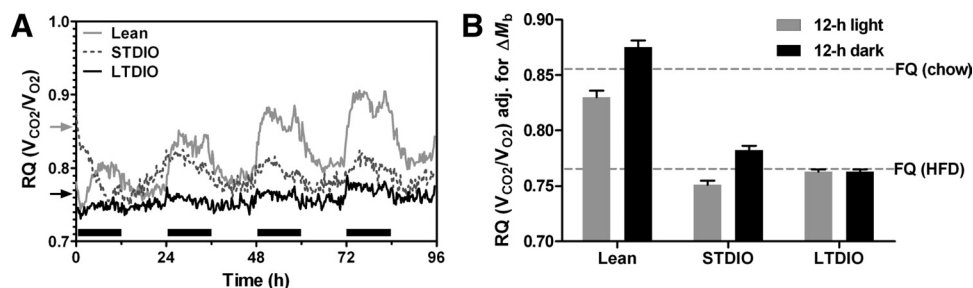 A
RQ (VCO2/VO2)
1.0
0.9
0.8
0.7
Lean
STDIO
LTDIO
0 24 48 72 96
Time (h)
B
RQ (VCO2/VO2) adj. for ΔMb
0.90
0.85
0.80
0.75
0.70
12-h light
12-h dark
FQ (chow)
FQ (HFD)
Lean STDIO LTDIO